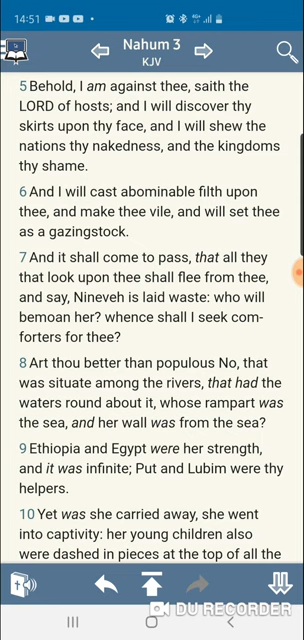 14:51
Nahum 3
KJV
5 Behold, I am against thee, saith the
LORD of hosts; and I will discover thy
skirts upon thy face, and I will shew the
nations thy nakedness, and the kingdoms
thy shame.
6 And I will cast abominable filth upon
thee, and make thee vile, and will set thee
as a gazingstock.
7 And it shall come to pass, that all they
that look upon thee shall flee from thee,
and say, Nineveh is laid waste: who will
bemoan her? whence shall I seek com-
forters for thee?
8 Art thou better than populous No, that
was situate among the rivers, that had the
waters round about it, whose rampart was
the sea, and her wall was from the sea?
9 Ethiopia and Egypt were her strength,
and it was infinite; Put and Lubim were thy
helpers.
10 Yet was she carried away, she went
into captivity: her young children also
were dashed in pieces at the top of all the
DU RECORDER